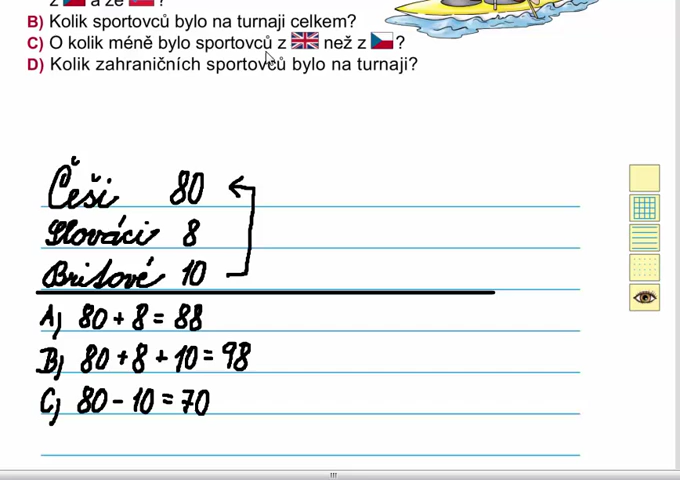 z a ze ?
B) Kolik sportovců bylo na turnaji celkem?
C) O kolik méně bylo sportovců z než z ?
D) Kolik zahraničních sportovců bylo na turnaji?
Češi 80
Slováci 8
Britové 10
A) 80 + 8 = 88
B) 80 + 8 + 10 = 98
C) 80 - 10 = 70